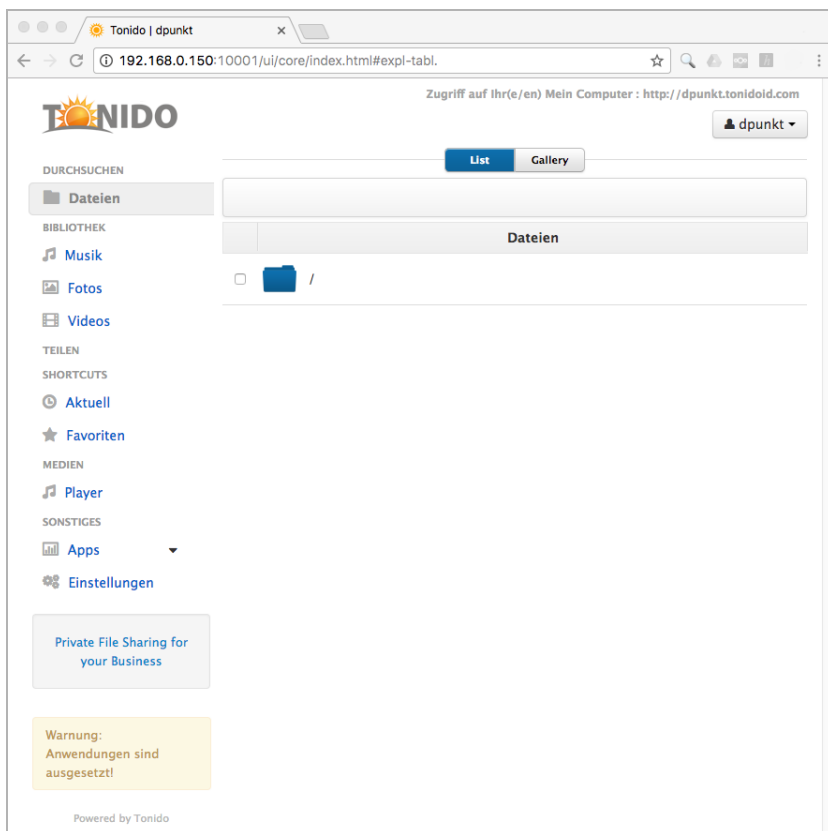 Tonido | dpunkt
192.168.0.150:10001/ui/core/index.html#expl-tabl.
Zugriff auf Ihr(e/en) Mein Computer : http://dpunkt.tonidoid.com
TONIDO
dpunkt
List
Gallery
DURCHSUCHEN
Dateien
BIBLIOTHEK
Dateien
Musik
/
Fotos
Videos
TEILEN
SHORTCUTS
Aktuell
Favoriten
MEDIEN
Player
SONSTIGES
Apps
Einstellungen
Private File Sharing for
your Business
Warnung:
Anwendungen sind
ausgesetzt!
Powered by Tonido